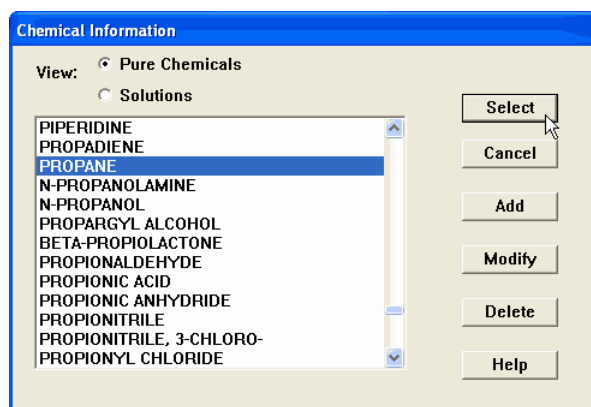 Chemical Information
View:
Pure Chemicals
Solutions
PIPERIDINE
PROPADIENE
PROPANE
N-PROPANOLAMINE
N-PROPANOL
PROPARGYL ALCOHOL
BETA-PROPIOLACTONE
PROPIONALDEHYDE
PROPIONIC ACID
PROPIONIC ANHYDRIDE
PROPIONITRILE
PROPIONITRILE, 3-CHLORO-
PROPIONYL CHLORIDE
Select
Cancel
Add
Modify
Delete
Help